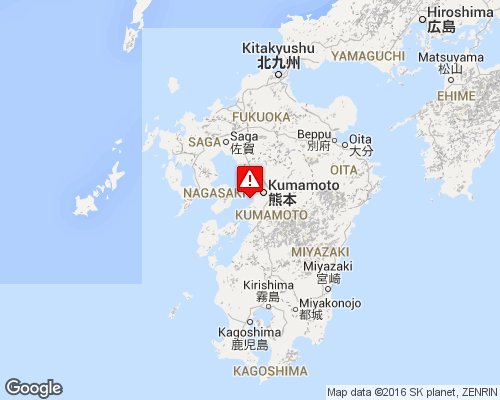 Hiroshima
広島
Kitakyushu
北九州
YAMAGUCHI
Matsuyama
松山
EHIME
FUKUOKA
Beppu
別府
Oita
大分
SAGA
Saga
佐賀
OITA
NAGASAKI
Kumamoto
熊本
KUMAMOTO
MIYAZAKI
Miyazaki
宮崎
Kirishima
霧島
Miyakonojo
都城
Kagoshima
鹿児島
KAGOSHIMA
Google
Map data ©2016 SK planet, ZENRIN